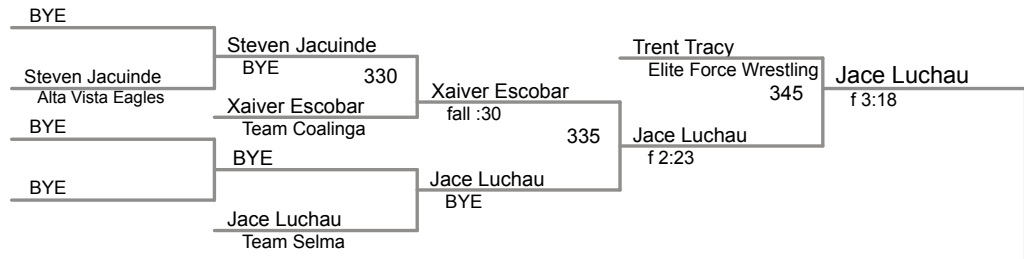 BYE
Steven Jacuinde
Alta Vista Eagles
BYE
BYE
Steven Jacuinde
BYE
330
Xaiver Escobar
Team Coalinga
BYE
Jace Luchau
Team Selma
Xaiver Escobar
fall :30
335
Jace Luchau
BYE
Trent Tracy
Elite Force Wrestling
345
Jace Luchau
f 2:23
Jace Luchau
f 3:18